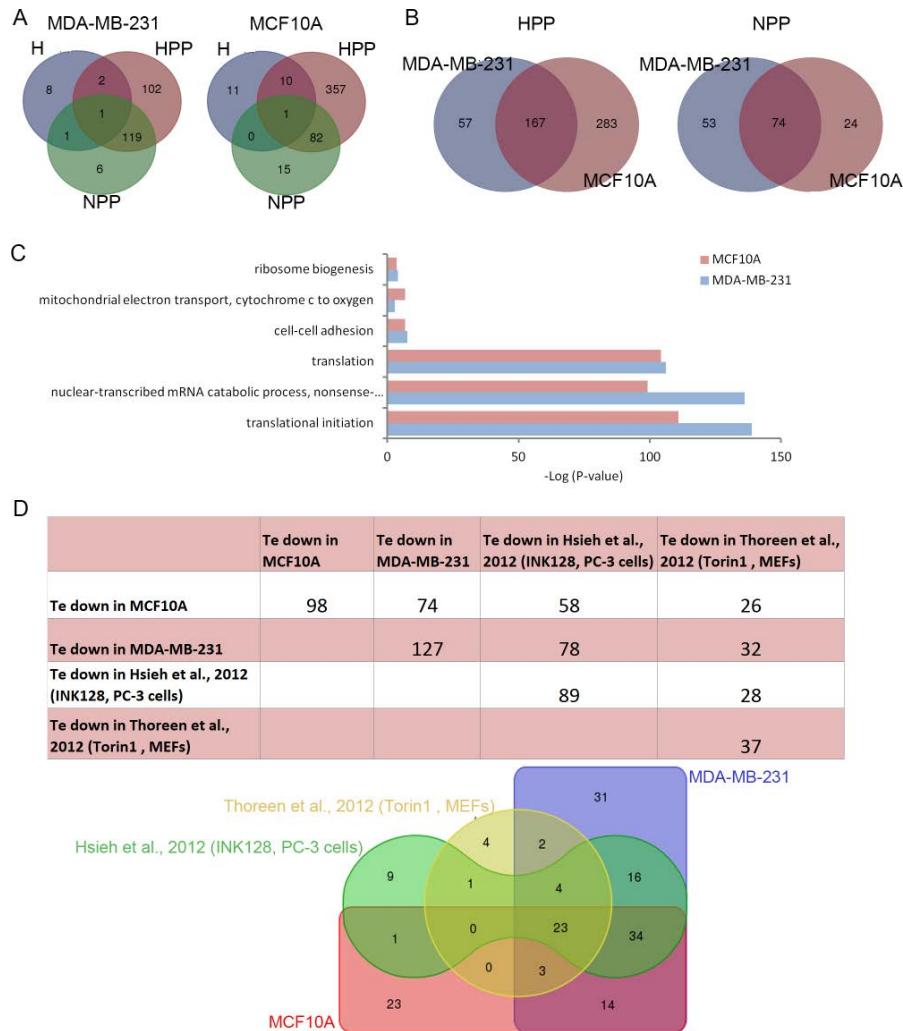 A
MDA-MB-231
MCF10A
H
HPP
H
HPP
8
2
102
1
1
119
6
NPP
11
10
357
1
0
82
15
NPP
B
HPP
NPP
MDA-MB-231
MDA-MB-231
57
167
283
53
74
24
MCF10A
MCF10A
C
MCF10A
MDA-MB-231
ribosome biogenesis
mitochondrial electron transport, cytochrome c to oxygen
cell-cell adhesion
translation
nuclear-transcribed mRNA catabolic process, nonsense-...
translational initiation
0
50
100
150
-Log (P-value)
D
Te down in MCF10A
Te down in MDA-MB-231
Te down in Hsieh et al., 2012 (INK128, PC-3 cells)
Te down in Thoreen et al., 2012 (Torin1 , MEFs)
Te down in MCF10A 98 74 58 26
Te down in MDA-MB-231 127 78 32
Te down in Hsieh et al., 2012 (INK128, PC-3 cells) 89 28
Te down in Thoreen et al., 2012 (Torin1 , MEFs) 37
MDA-MB-231
Thoreen et al., 2012 (Torin1 , MEFs)
Hsieh et al., 2012 (INK128, PC-3 cells)
31
4
2
9
1
4
16
1
0
23
34
0
3
23
14
MCF10A